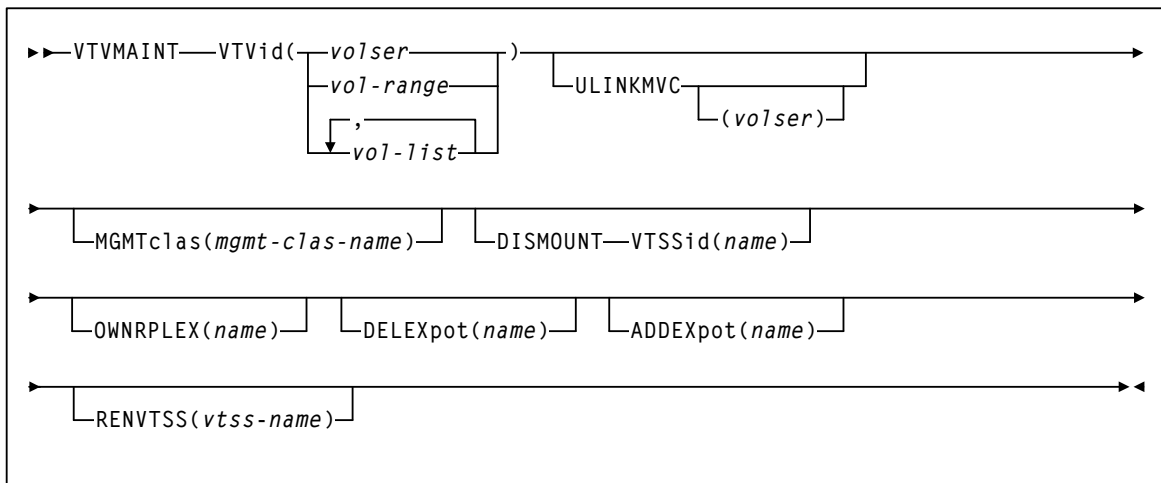 VTVMAINT VTVid( volser )
vol-range
,
vol-list
ULINKMVC
(volser)
MGMTclas(mgmt-clas-name) DISMOUNT VTSSid(name)
OWNRPLEX(name) DELEXpot(name) ADDEXpot(name)
RENVTSS(vtss-name)